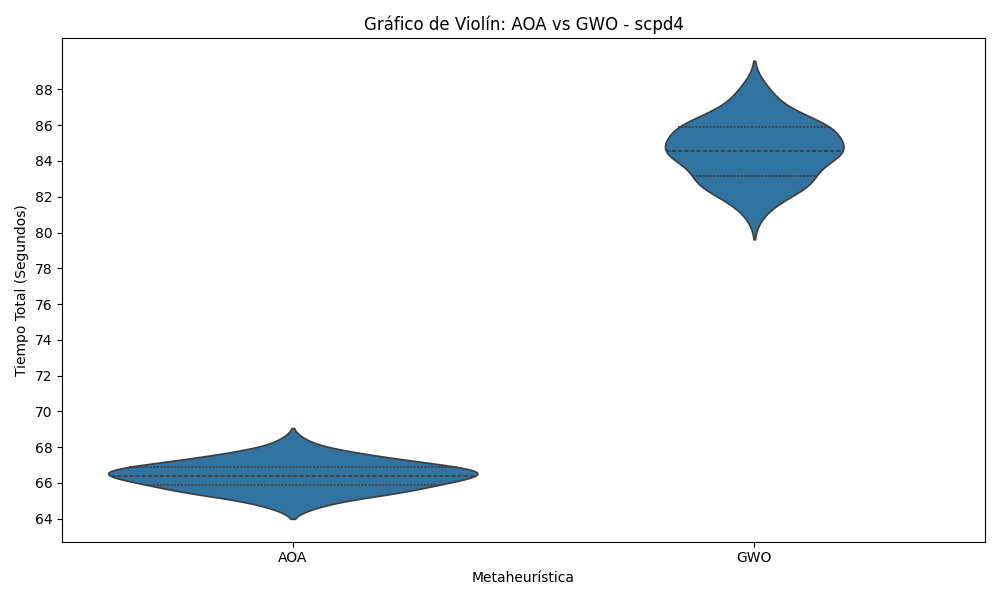 Gráfico de Violín: AOA vs GWO - scpd4
Tiempo Total (Segundos)
88
86
84
82
80
78
76
74
72
70
68
66
64
AOA
GWO
Metaheurística